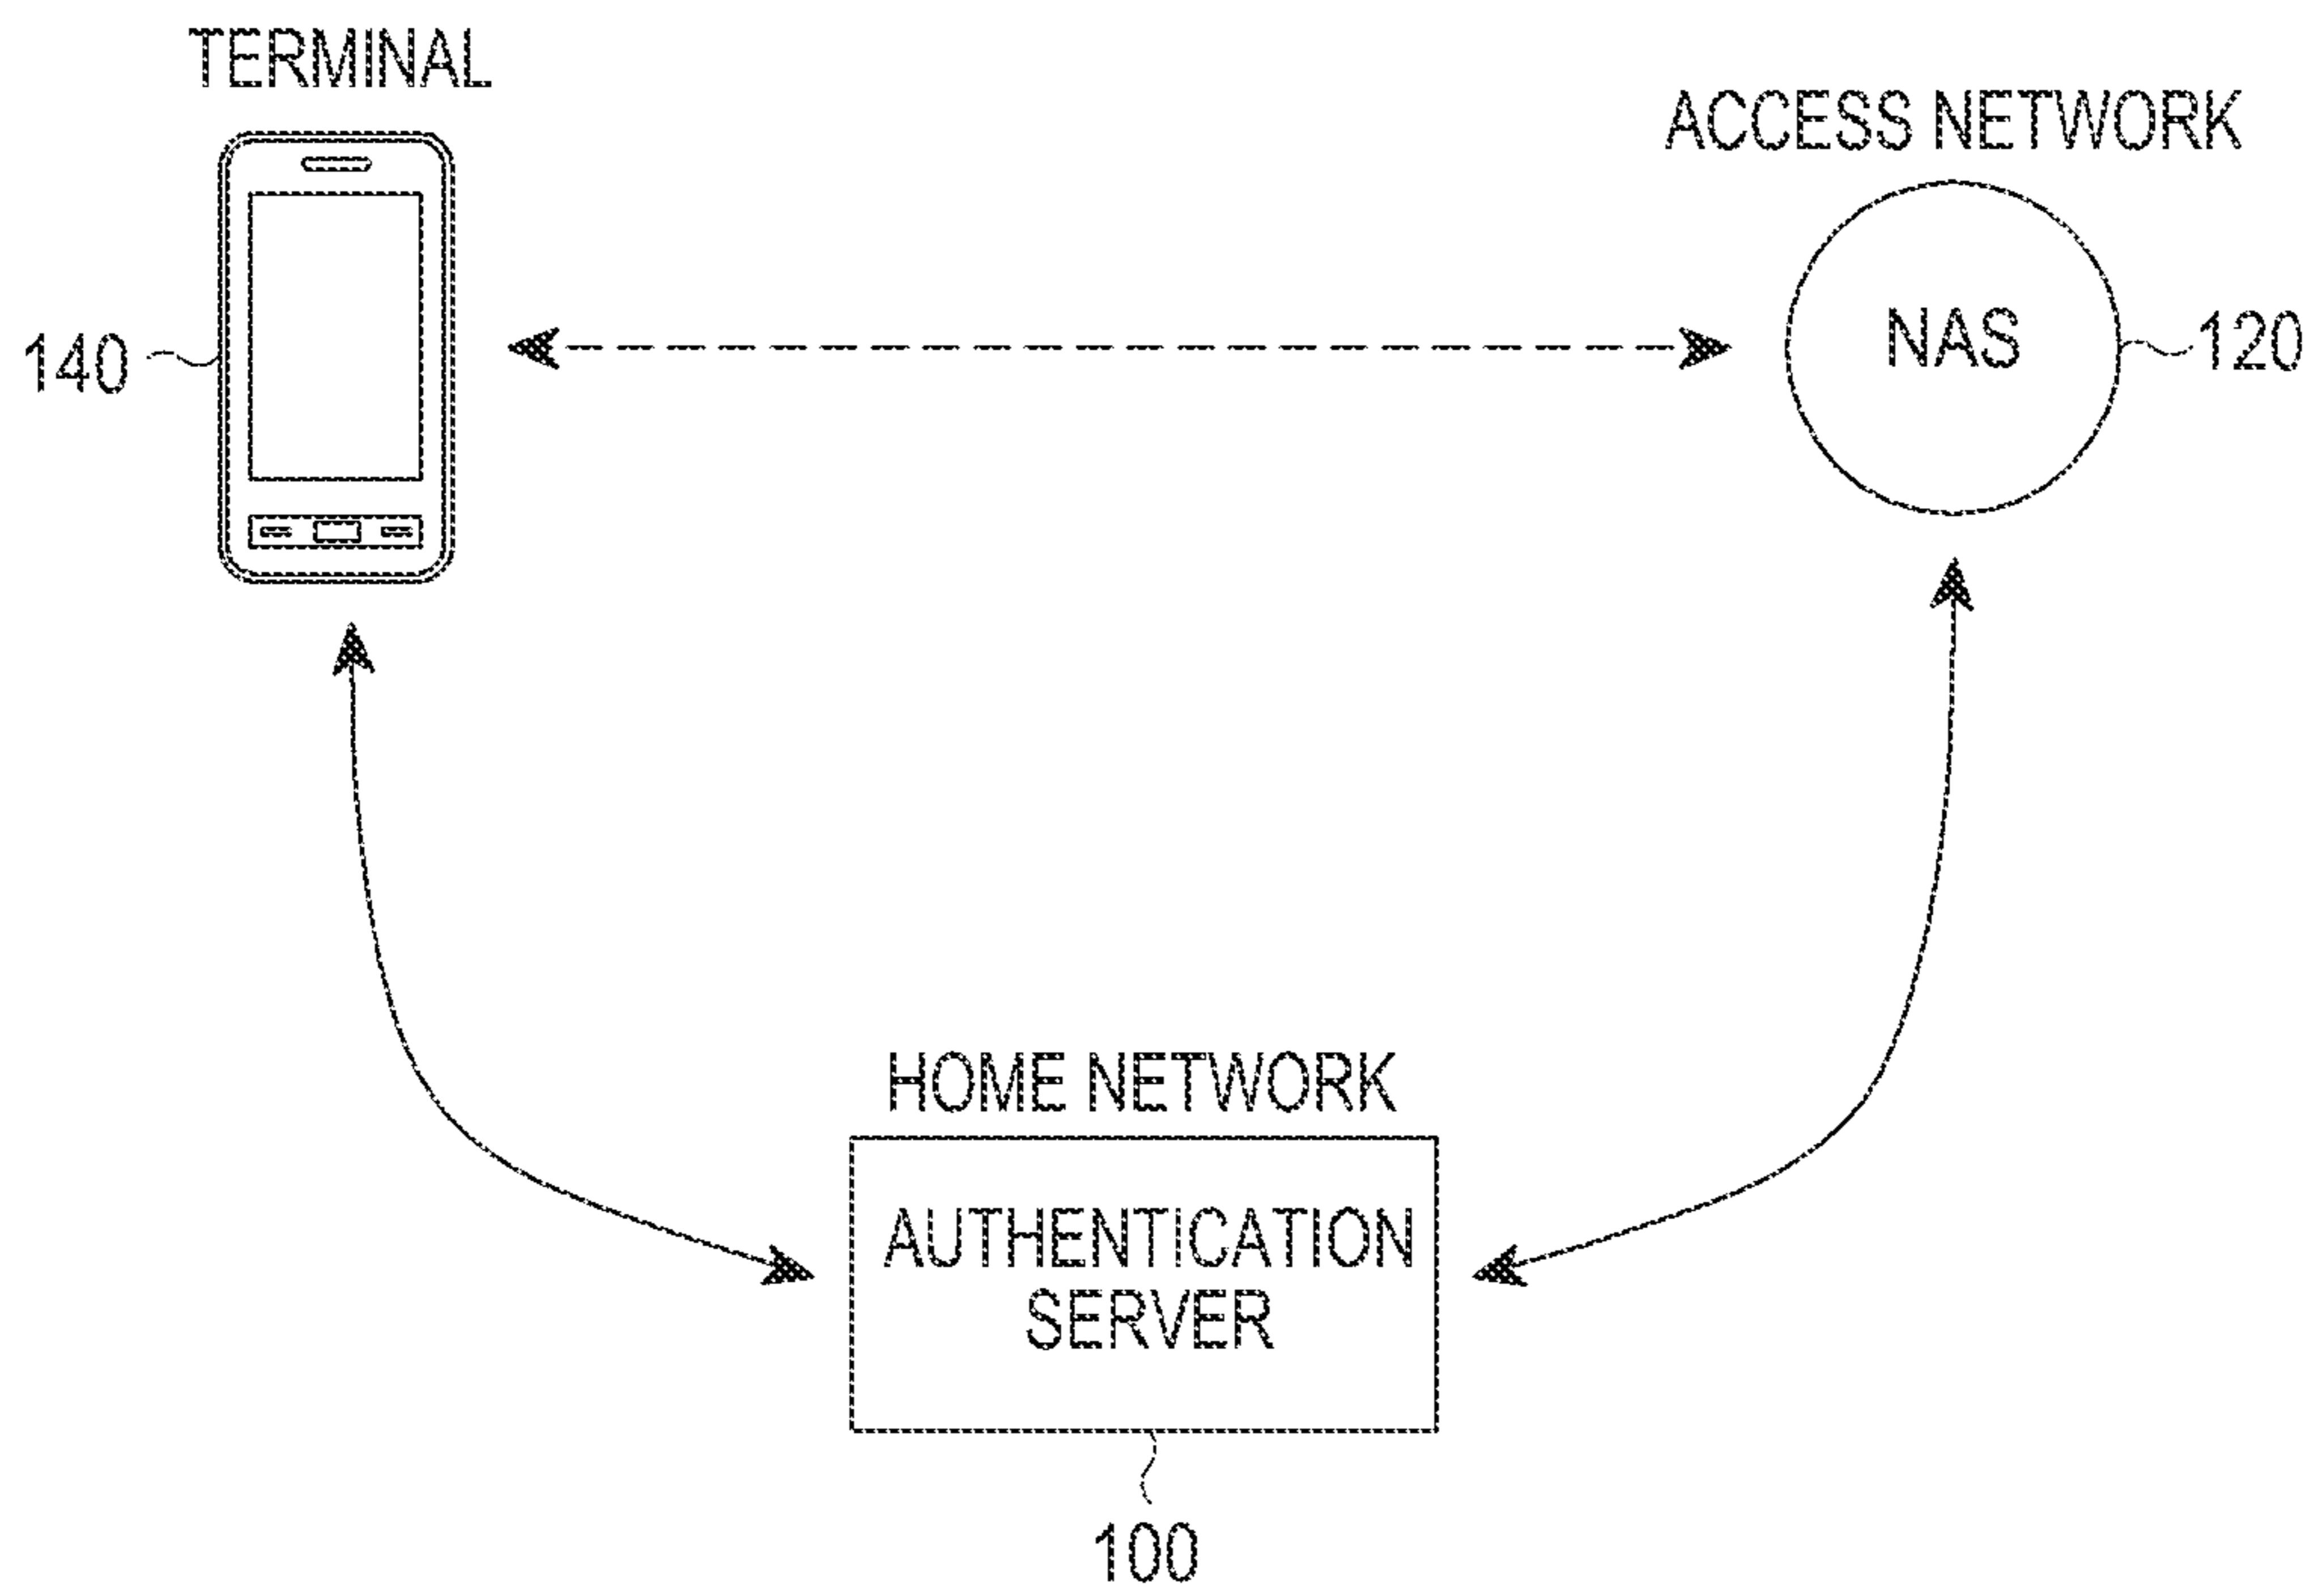 TERMINAL
ACCESS NETWORK
140
NAS
120
HOME NETWORK
AUTHENTICATION
SERVER
100